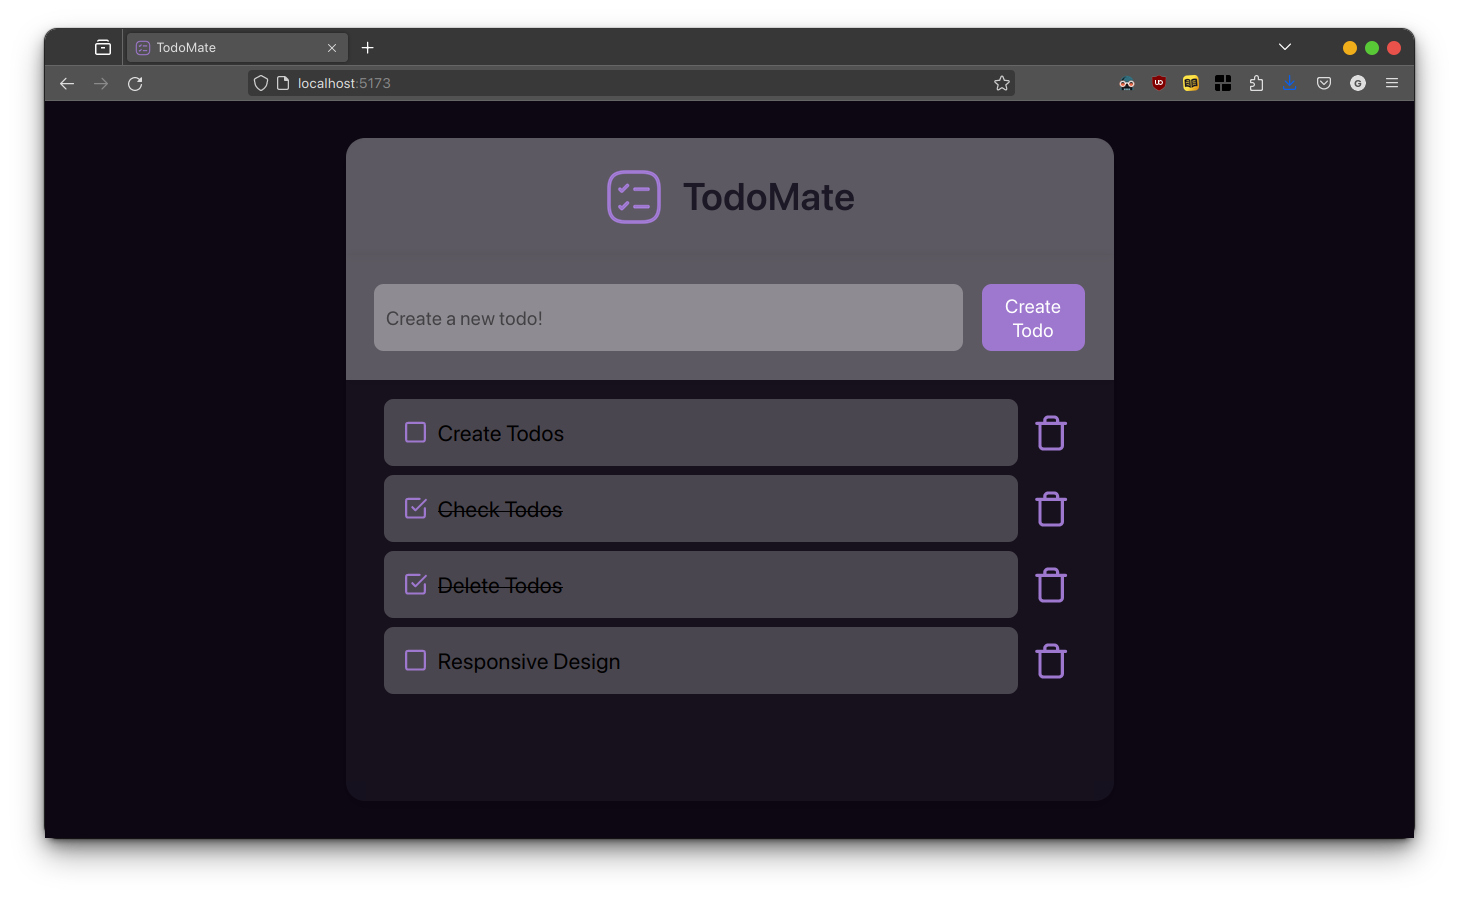 TodoMate
localhost:5173
TodoMate
Create a new todo!
Create
Todo
Create Todos
Check Todos
Delete Todos
Responsive Design